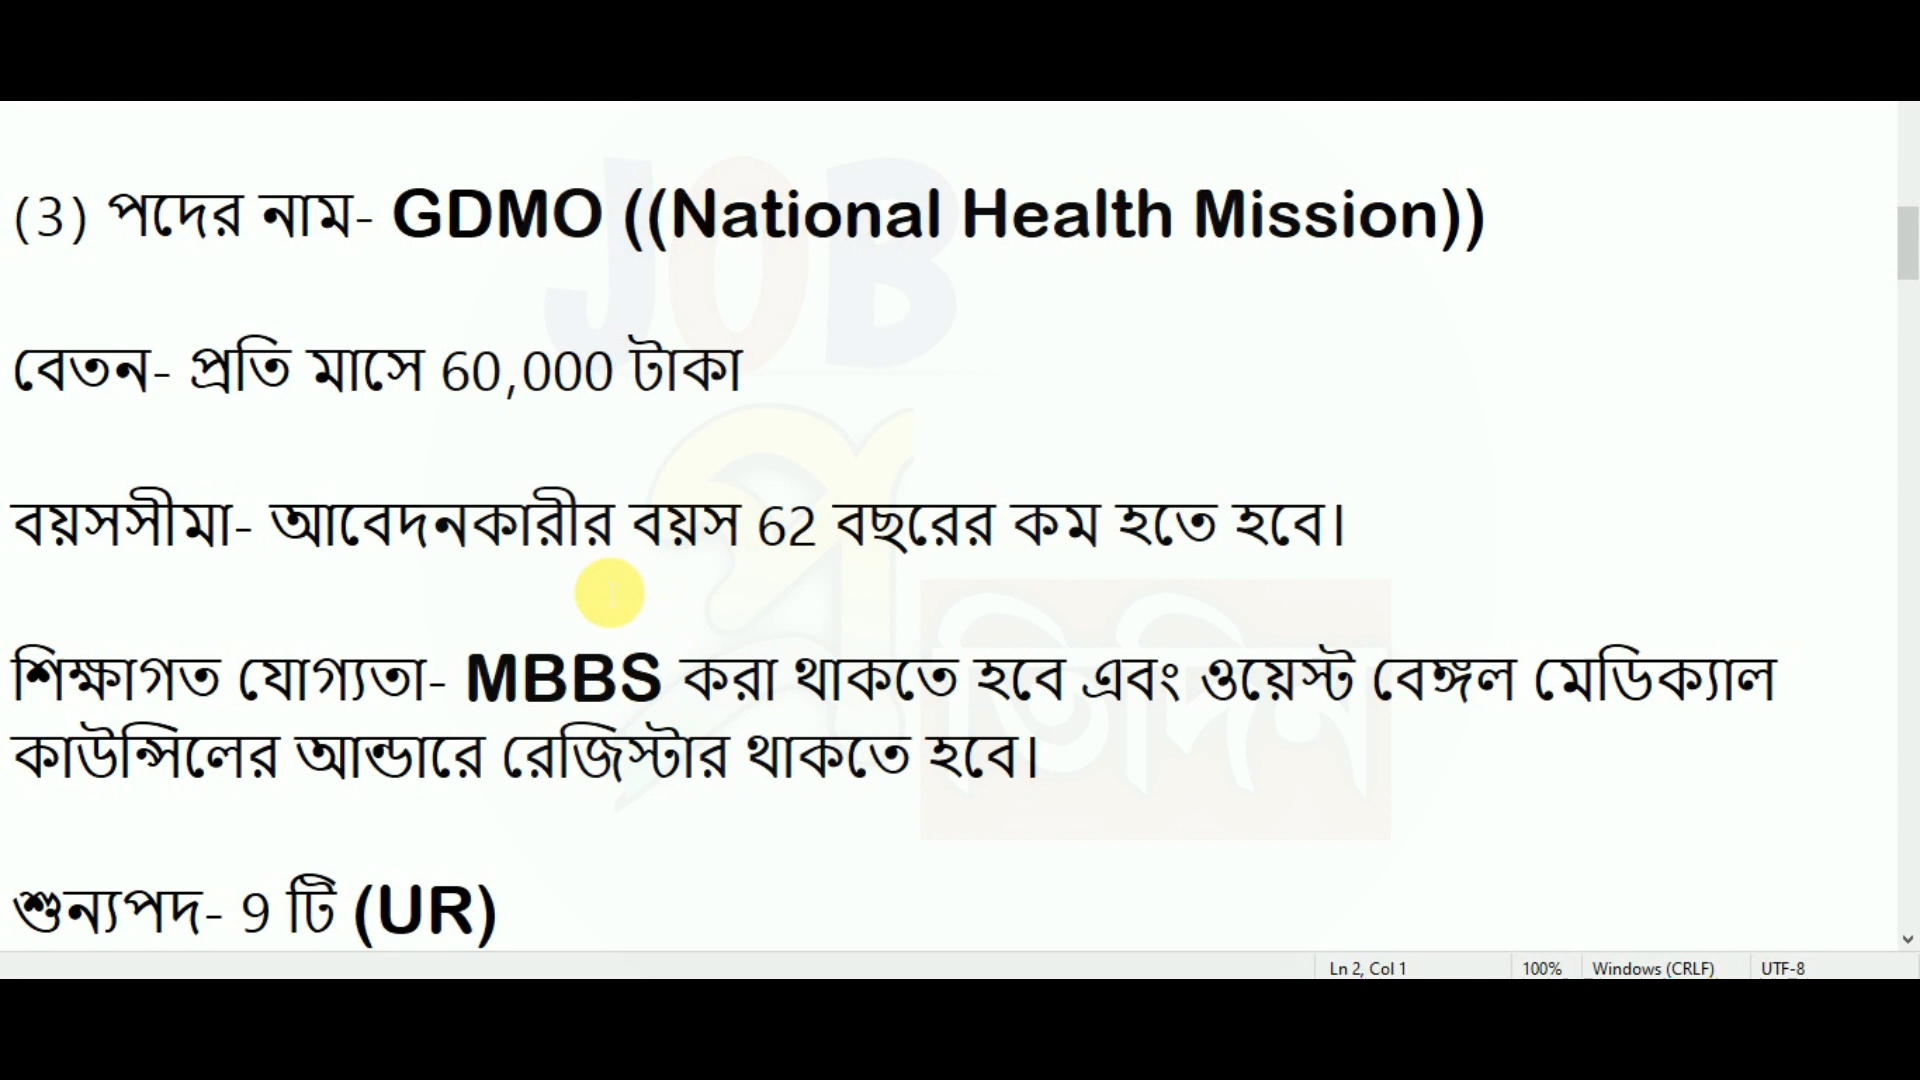 (3) পদের নাম- GDMO ((National Health Mission))
বেতন- প্রতি মাসে 60,000 টাকা
বয়সসীমা- আবেদনকারীর বয়স 62 বছরের কম হতে হবে।
শিক্ষাগত যোগ্যতা- MBBS করা থাকতে হবে এবং ওয়েস্ট বেঙ্গল মেডিক্যাল
কাউন্সিলের আন্ডারে রেজিস্টার থাকতে হবে।
শুন্যপদ- 9 টি (UR)
JOB
প্রতিদিন
Ln 2, Col 1 100% Windows (CRLF) UTF-8